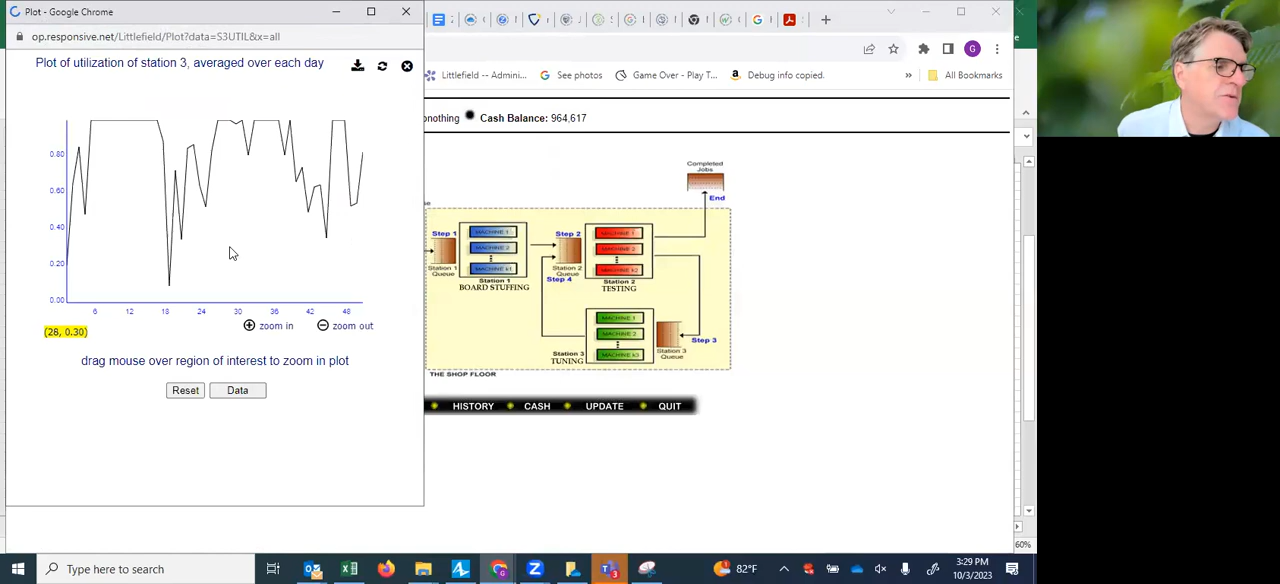 Plot - Google Chrome
op.responsive.net/Littlefield/Plot?data=S3UTIL&x=all
Plot of utilization of station 3, averaged over each day
0.80
0.60
0.40
0.20
0.00
6 12 18 24 30 36 42 48
(28, 0.30)
zoom in
zoom out
drag mouse over region of interest to zoom in plot
Reset
Data
Littlefield -- Admini...
See photos
Game Over - Play T...
Debug info copied.
»
All Bookmarks
G
onothing
Cash Balance: 964,617
Completed
Jobs
End
Step 1
Station 1
Queue
MACHINE 1
MACHINE 2
MACHINE k1
Station 1
BOARD STUFFING
Step 2
Station 2
Queue
Step 4
MACHINE 1
MACHINE 2
MACHINE k2
Station 2
TESTING
MACHINE 1
MACHINE 2
MACHINE k3
Station 3
TUNING
Station 3
Queue
Step 3
THE SHOP FLOOR
HISTORY
CASH
UPDATE
QUIT
60%
Type here to search
82°F
3:29 PM
10/3/2023